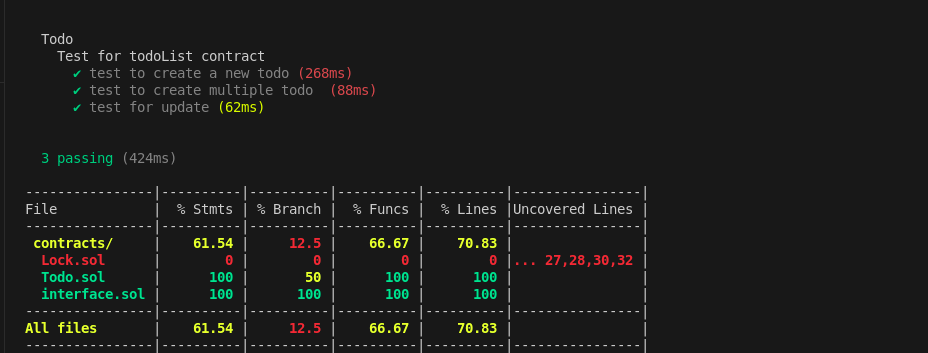 Todo
Test for todoList contract
✔ test to create a new todo (268ms)
✔ test to create multiple todo (88ms)
✔ test for update (62ms)
3 passing (424ms)
----------------|----------|----------|----------|----------|----------------|
File | % Stmts | % Branch | % Funcs | % Lines |Uncovered Lines |
----------------|----------|----------|----------|----------|----------------|
contracts/ | 61.54 | 12.5 | 66.67 | 70.83 | |
Lock.sol | 0 | 0 | 0 | 0 |... 27,28,30,32 |
Todo.sol | 100 | 50 | 100 | 100 | |
interface.sol | 100 | 100 | 100 | 100 | |
----------------|----------|----------|----------|----------|----------------|
All files | 61.54 | 12.5 | 66.67 | 70.83 | |
----------------|----------|----------|----------|----------|----------------|